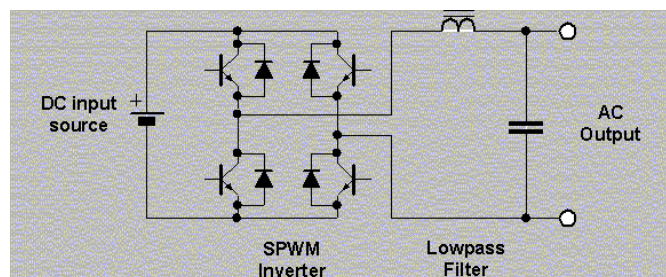 DC input
source
+
AC
Output
SPWM
Inverter
Lowpass
Filter